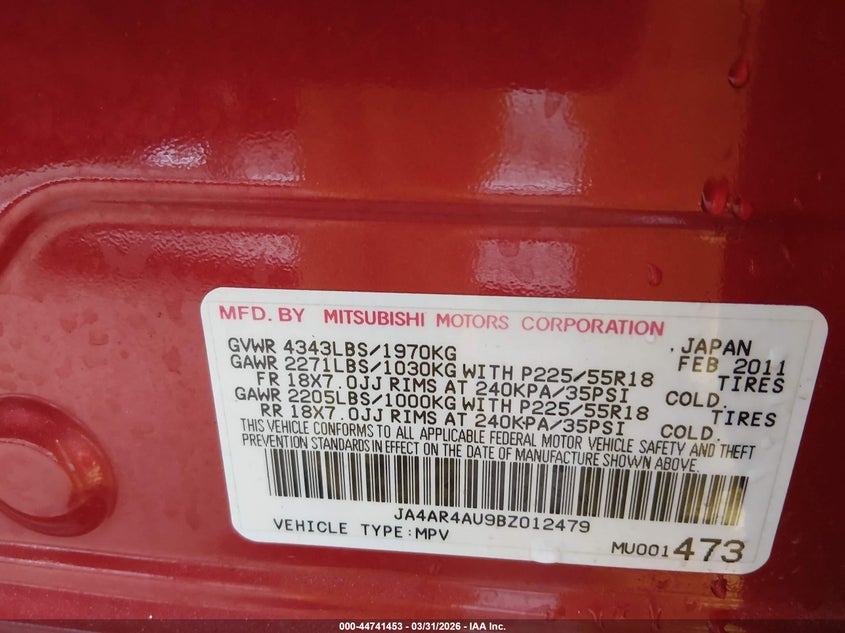 MFD. BY MITSUBISHI MOTORS CORPORATION
JAPAN
GVWR 4343LBS/1970KG FEB 2011
GAWR 2271LBS/1030KG WITH P225/55R18 TIRES
FR 18X7.0JJ RIMS AT 240KPA/35PSI COLD.
GAWR 2205LBS/1000KG WITH P225/55R18 TIRES
RR 18X7.0JJ RIMS AT 240KPA/35PSI COLD.
THIS VEHICLE CONFORMS TO ALL APPLICABLE FEDERAL MOTOR VEHICLE SAFETY AND THEFT
PREVENTION STANDARDS IN EFFECT ON THE DATE OF MANUFACTURE SHOWN ABOVE.
JA4AR4AU9BZ012479
VEHICLE TYPE:MPV
MU001473
000-44741453 - 03/31/2026 - IAA Inc.